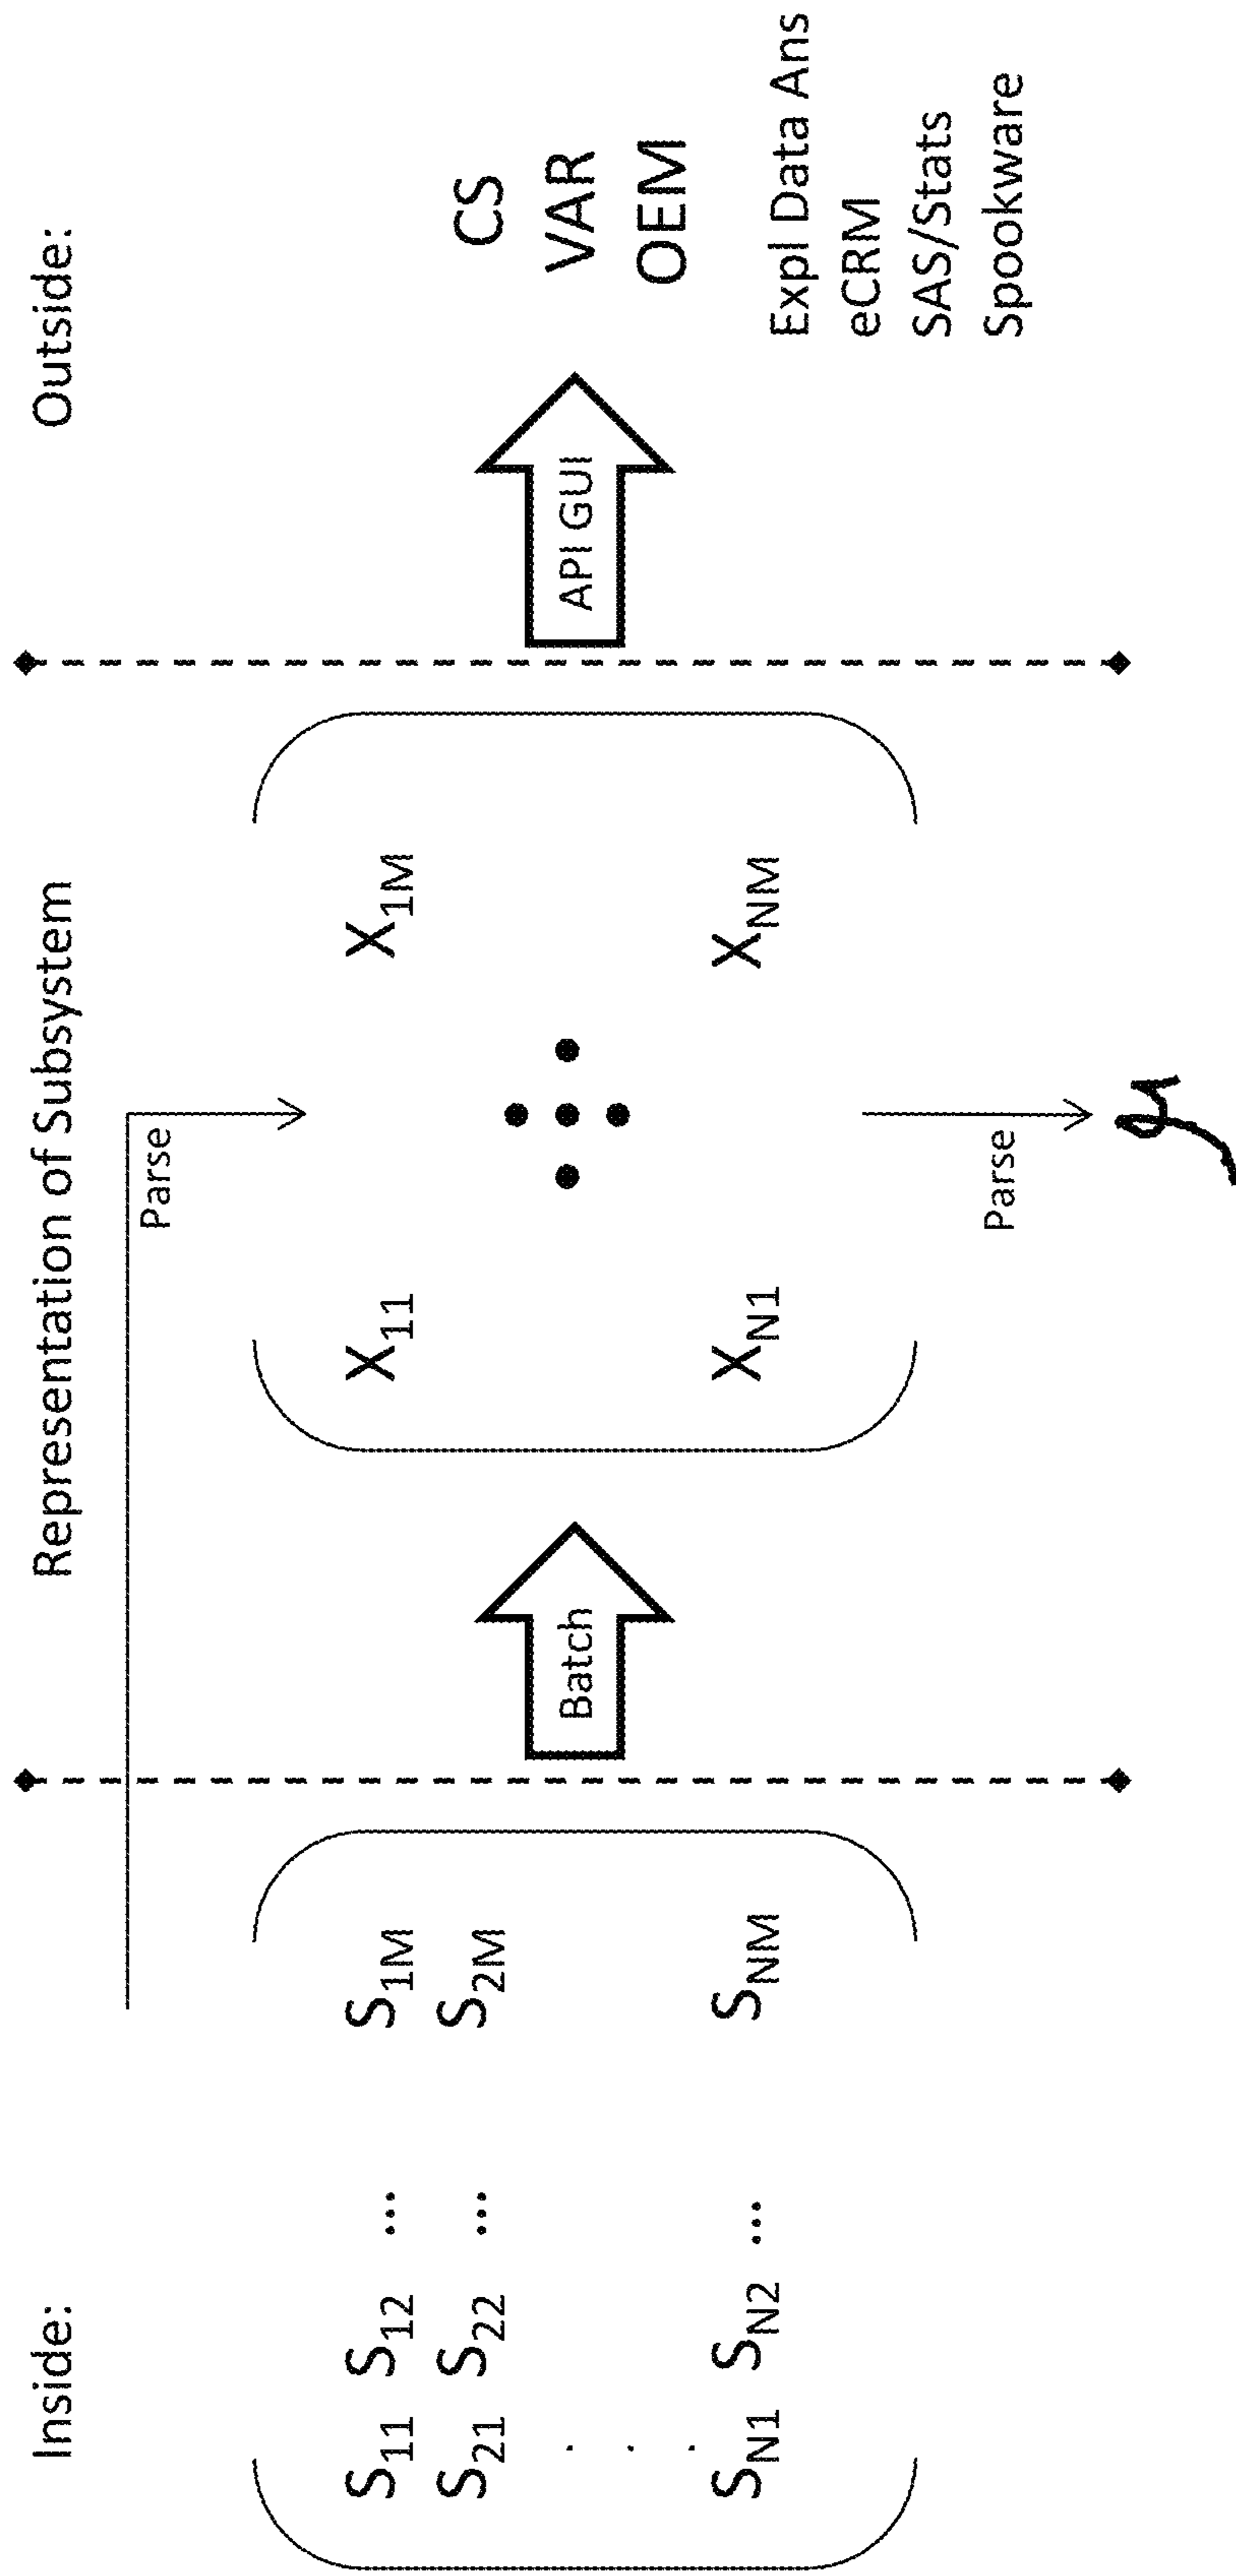 Inside:
Representation of Subsystem
Outside:
Parse
S11 S12 ... S1M
S21 S22 ... S2M
. . .
SN1 SN2 ... SNM
Batch
X11 X1M
XN1 XNM
Parse
API GUI
CS
VAR
OEM
Expl Data Ans
eCRM
SAS/Stats
Spookware